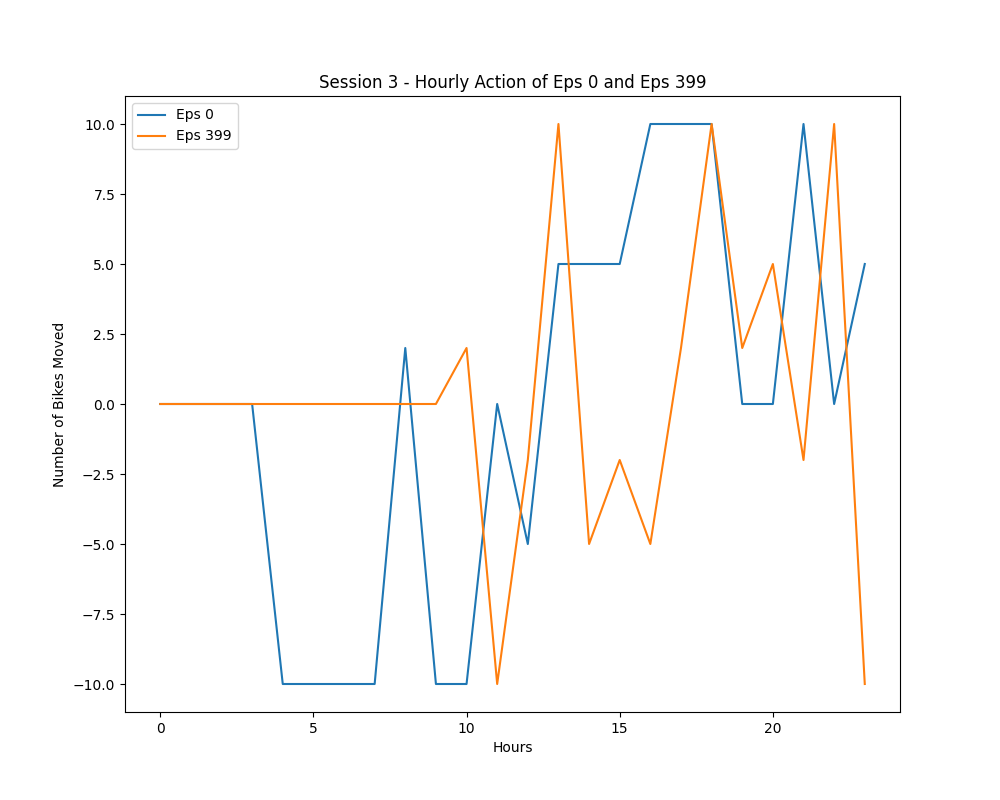 Session 3 - Hourly Action of Eps 0 and Eps 399
Eps 0
Eps 399
Number of Bikes Moved
10.0
7.5
5.0
2.5
0.0
−2.5
−5.0
−7.5
−10.0
0 5 10 15 20
Hours